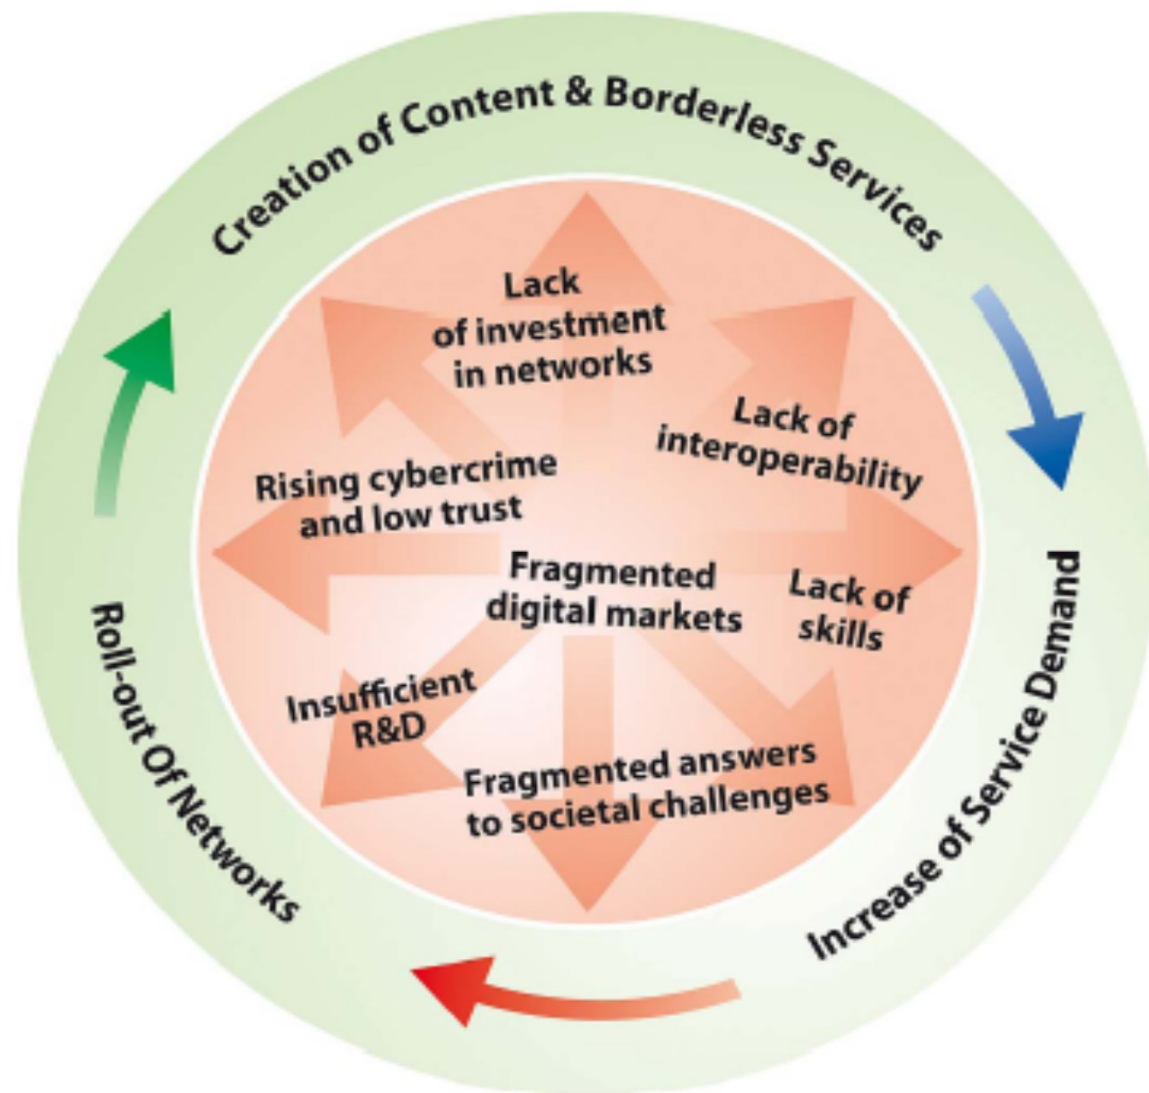 Creation of Content & Borderless Services
Lack
of investment
in networks
Lack of
interoperability
Rising cybercrime
and low trust
Fragmented
digital markets
Lack of
skills
Insufficient
R&D
Fragmented answers
to societal challenges
Increase of Service Demand
Roll-out Of Networks